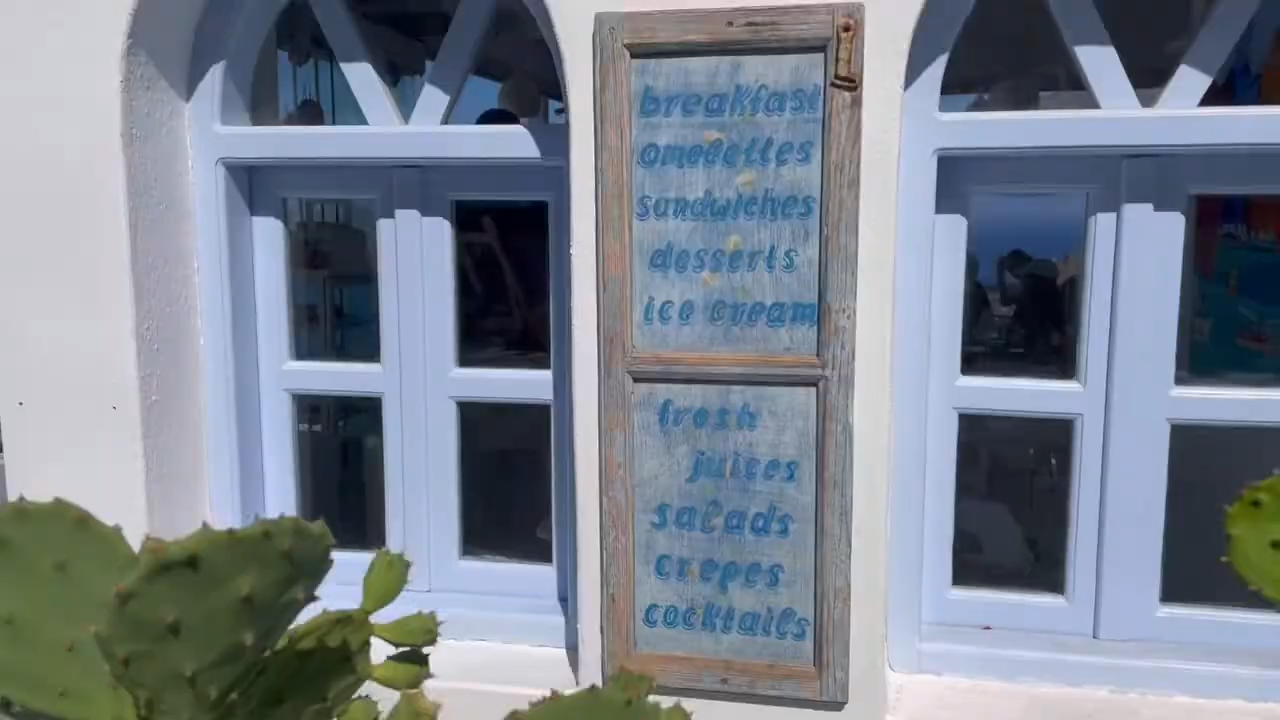 breakfast
omelettes
sandwiches
desserts
ice cream
fresh
juices
salads
crepes
cocktails